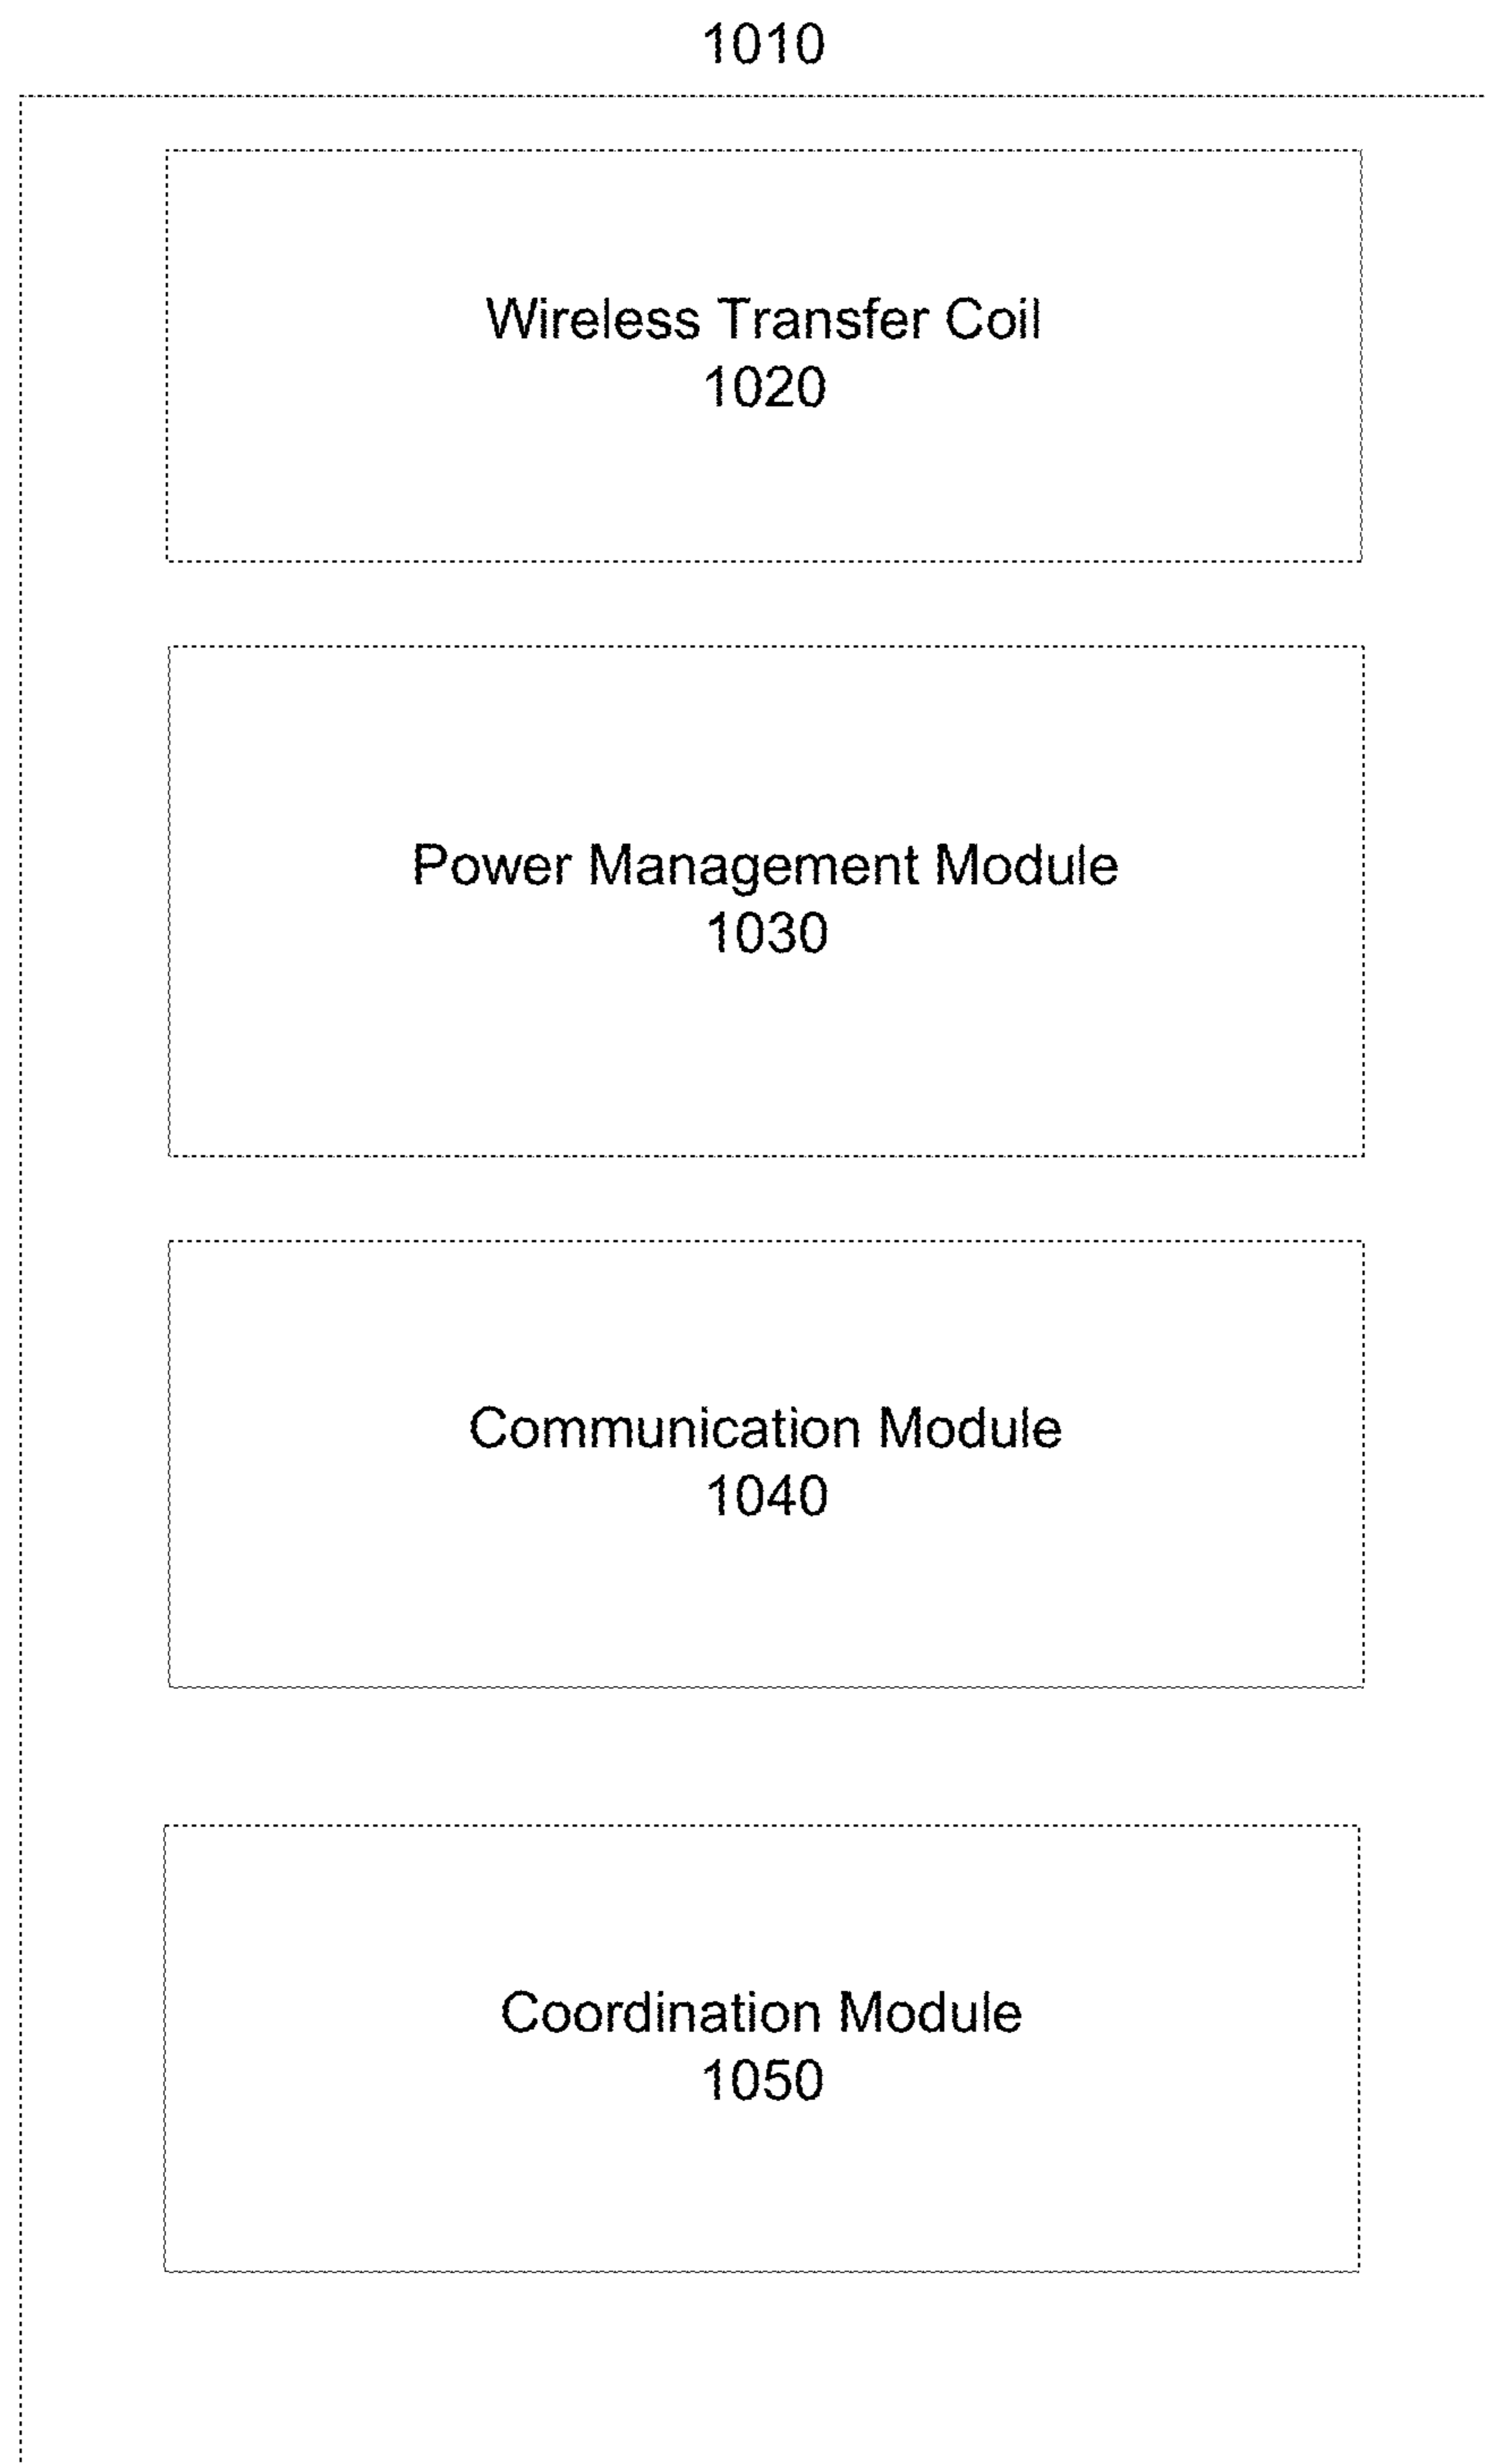 1010
Wireless Transfer Coil
1020
Power Management Module
1030
Communication Module
1040
Coordination Module
1050